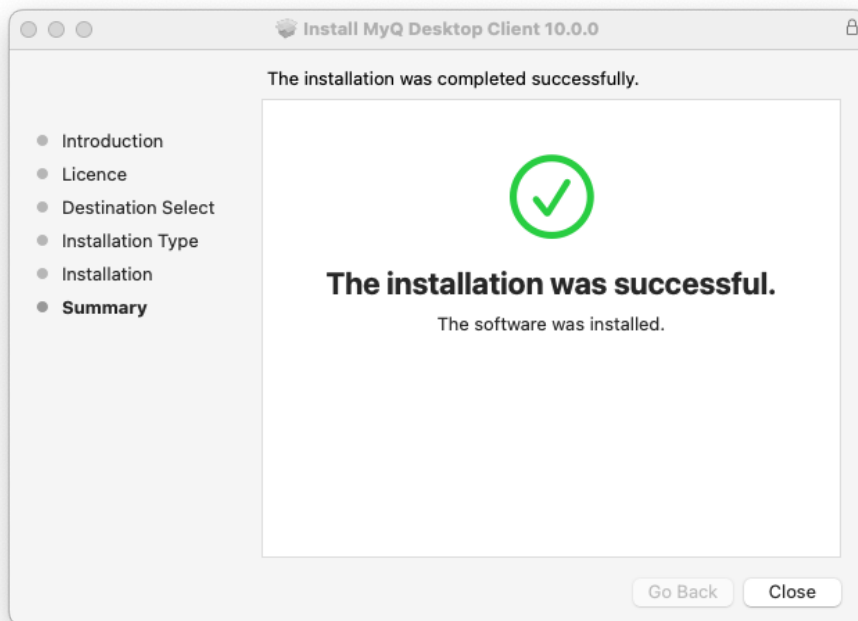 Install MyQ Desktop Client 10.0.0
The installation was completed successfully.
Introduction
Licence
Destination Select
Installation Type
Installation
Summary
The installation was successful.
The software was installed.
Go Back
Close